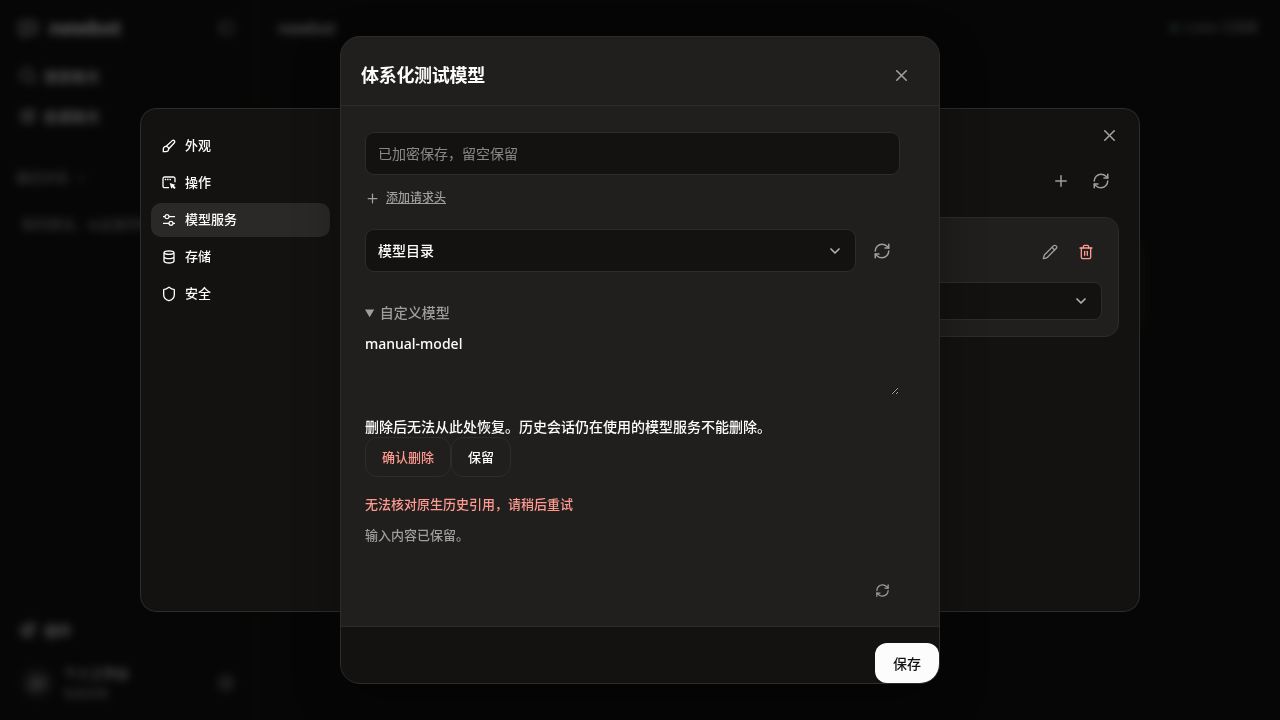 体系化测试模型
外观
操作
模型服务
存储
安全
已加密保存，留空保留
添加请求头
模型目录
自定义模型
manual-model
删除后无法从此处恢复。历史会话仍在使用的模型服务不能删除。
确认删除
保留
无法核对原生历史引用，请稍后重试
输入内容已保留。
保存